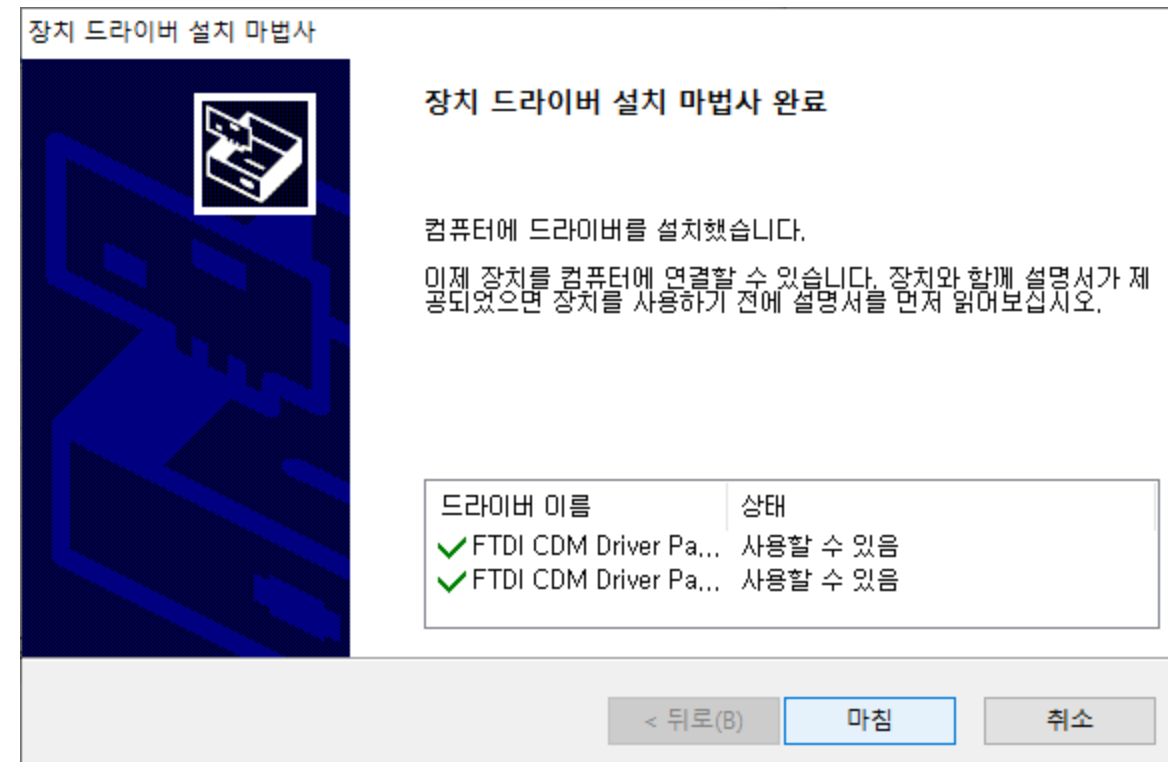 장치 드라이버 설치 마법사
장치 드라이버 설치 마법사 완료
컴퓨터에 드라이버를 설치했습니다.
이제 장치를 컴퓨터에 연결할 수 있습니다. 장치와 함께 설명서가 제
공되었으면 장치를 사용하기 전에 설명서를 먼저 읽어보십시오.
드라이버 이름 상태
FTDI CDM Driver Pa... 사용할 수 있음
FTDI CDM Driver Pa... 사용할 수 있음
< 뒤로(B) 마침 취소